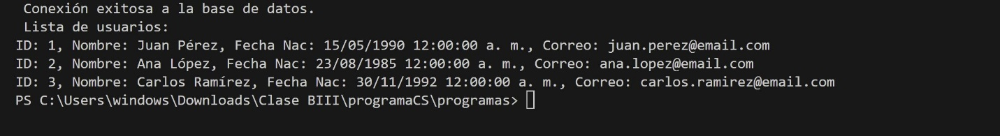 Conexión exitosa a la base de datos.
Lista de usuarios:
ID: 1, Nombre: Juan Pérez, Fecha Nac: 15/05/1990 12:00:00 a. m., Correo: juan.perez@email.com
ID: 2, Nombre: Ana López, Fecha Nac: 23/08/1985 12:00:00 a. m., Correo: ana.lopez@email.com
ID: 3, Nombre: Carlos Ramírez, Fecha Nac: 30/11/1992 12:00:00 a. m., Correo: carlos.ramirez@email.com
PS C:\Users\windows\Downloads\Clase BIII\programaCS\programas>